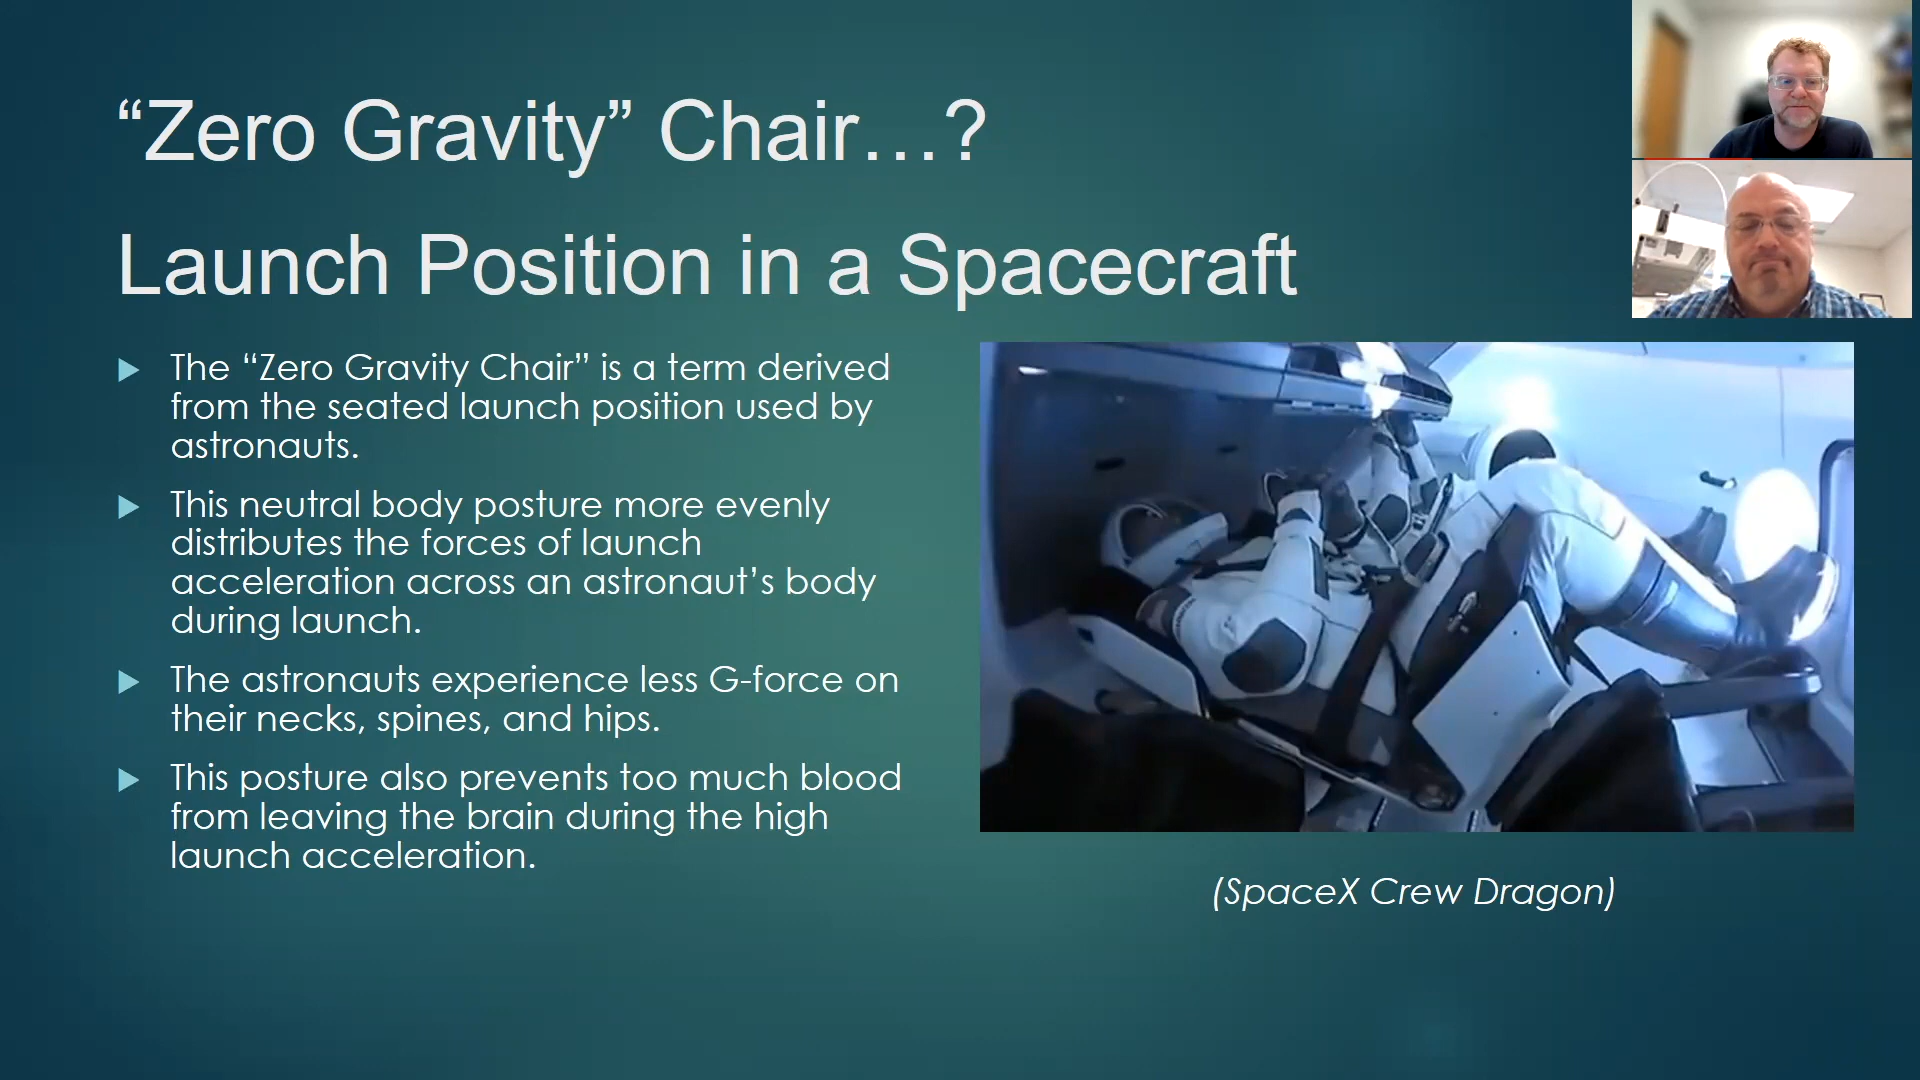 “Zero Gravity” Chair…?
Launch Position in a Spacecraft
The “Zero Gravity Chair” is a term derived
from the seated launch position used by
astronauts.
This neutral body posture more evenly
distributes the forces of launch
acceleration across an astronaut’s body
during launch.
The astronauts experience less G-force on
their necks, spines, and hips.
This posture also prevents too much blood
from leaving the brain during the high
launch acceleration.
(SpaceX Crew Dragon)